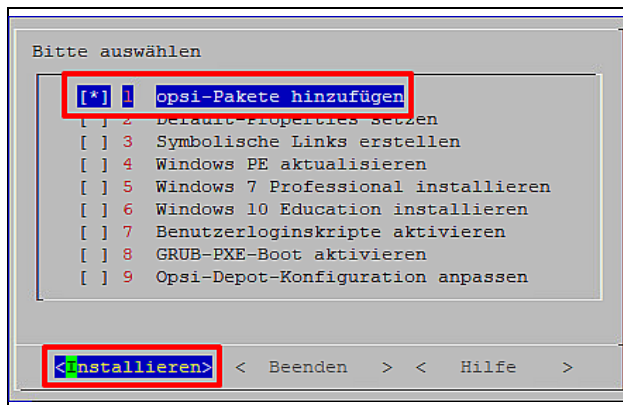 Bitte auswählen
[*] 1 opsi-Pakete hinzufügen
[ ] 2 Default-Properties setzen
[ ] 3 Symbolische Links erstellen
[ ] 4 Windows PE aktualisieren
[ ] 5 Windows 7 Professional installieren
[ ] 6 Windows 10 Education installieren
[ ] 7 Benutzerloginskripte aktivieren
[ ] 8 GRUB-PXE-Boot aktivieren
[ ] 9 Opsi-Depot-Konfiguration anpassen
<Installieren> < Beenden > < Hilfe >